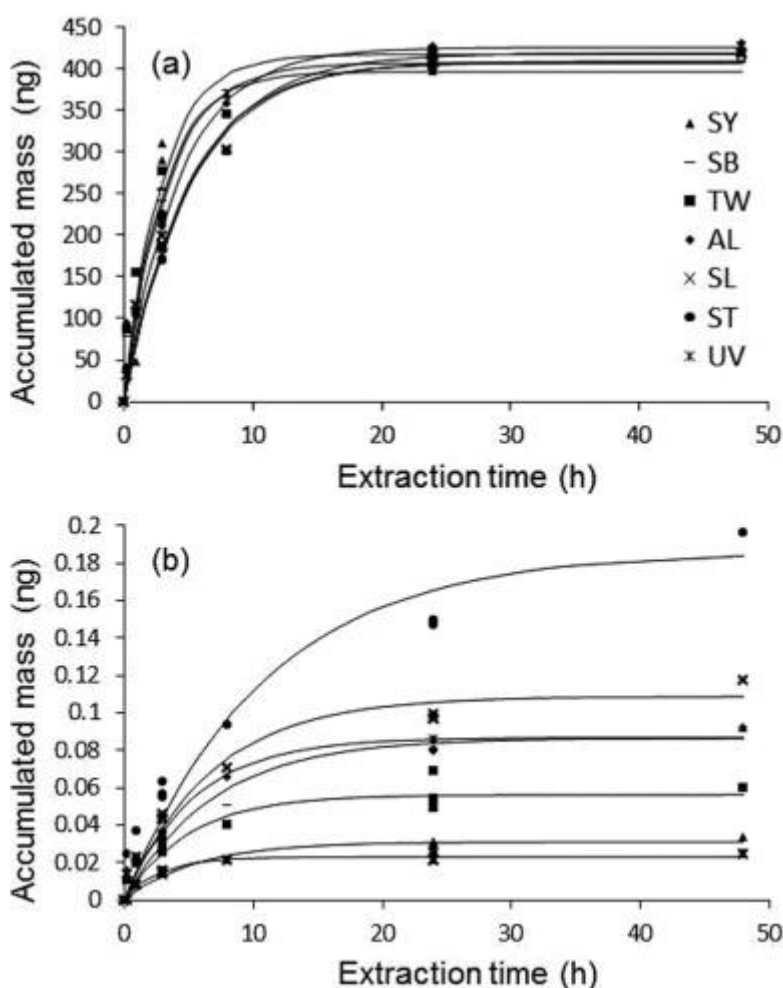 450
(a)
400
350
300
250
200
150
100
50
0
Accumulated mass (ng)
SY
SB
TW
AL
SL
ST
UV
0 10 20 30 40 50
Extraction time (h)
0.2
(b)
0.18
0.16
0.14
0.12
0.1
0.08
0.06
0.04
0.02
0
Accumulated mass (ng)
0 10 20 30 40 50
Extraction time (h)